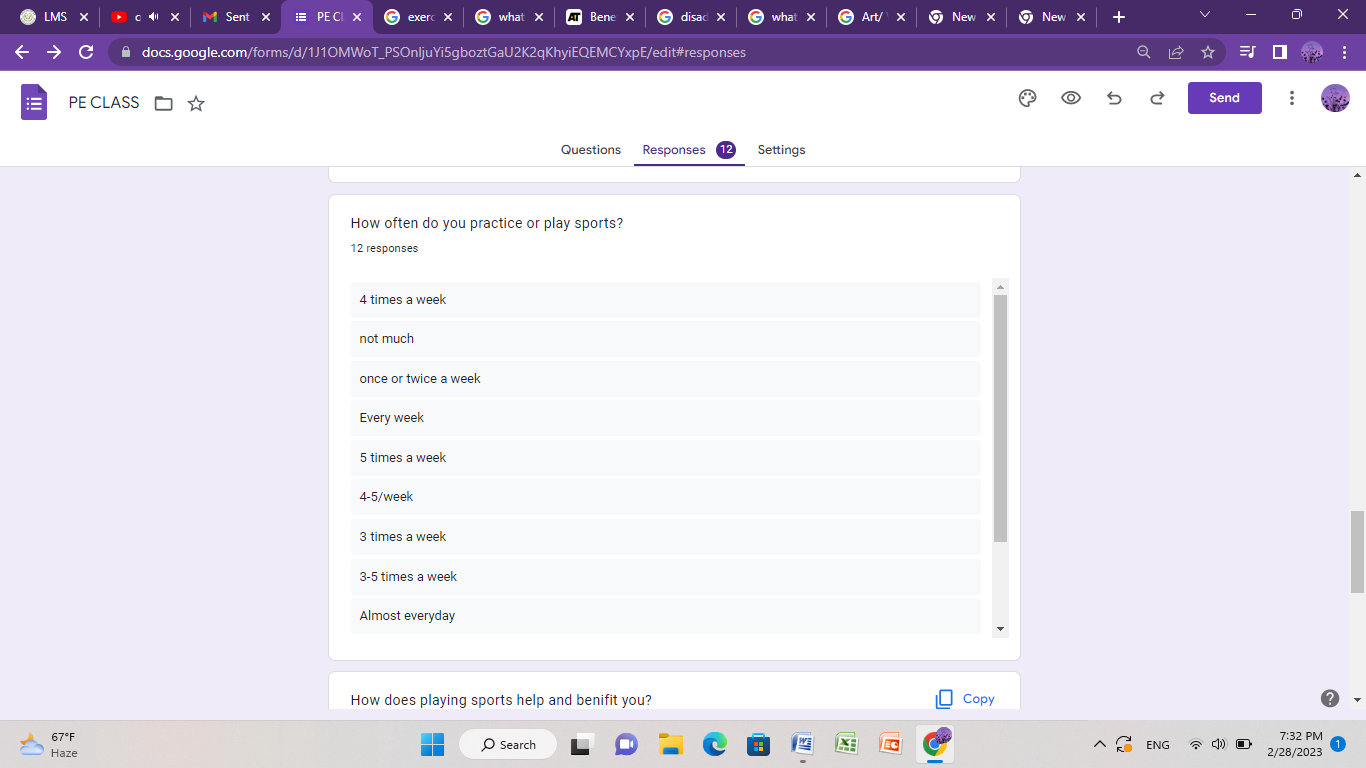 LMS
c
Sent
PE Cl
exerc
what
Bene
disad
what
Art/
New
New
docs.google.com/forms/d/1J1OMWoT_PSOnIjuYi5gboztGaU2K2qKhyiEQEMCYxpE/edit#responses
PE CLASS
Send
Questions
Responses 12
Settings
How often do you practice or play sports?
12 responses
4 times a week
not much
once or twice a week
Every week
5 times a week
4-5/week
3 times a week
3-5 times a week
Almost everyday
How does playing sports help and benifit you?
Copy
67°F
Haze
Search
ENG
7:32 PM
2/28/2023
1